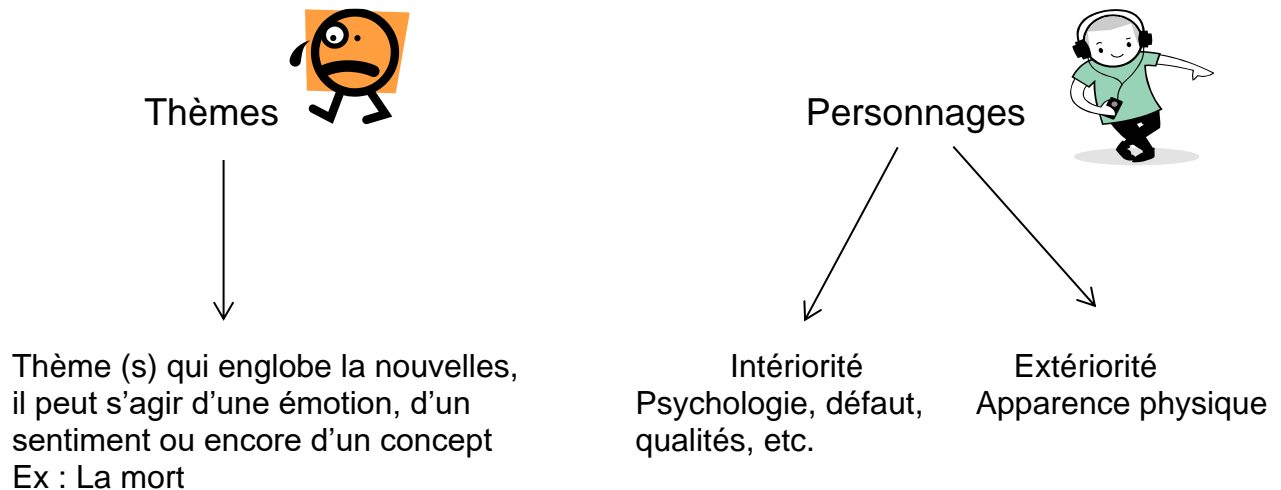 Thèmes
Personnages
Thème (s) qui englobe la nouvelles,
il peut s’agir d’une émotion, d’un
sentiment ou encore d’un concept
Ex : La mort
Intériorité
Psychologie, défaut,
qualités, etc.
Extériorité
Apparence physique